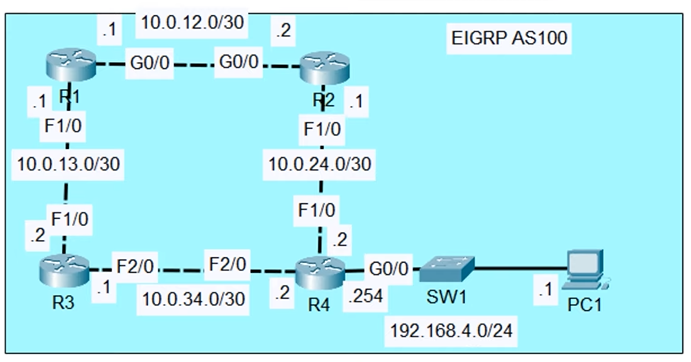 10.0.12.0/30
.1
.2
EIGRP AS100
G0/0
G0/0
R1
R2
.1
.1
F1/0
F1/0
10.0.13.0/30
10.0.24.0/30
F1/0
F1/0
.2
.2
F2/0
F2/0
G0/0
R3
.1
10.0.34.0/30
.2
R4
.254
SW1
.1
PC1
192.168.4.0/24